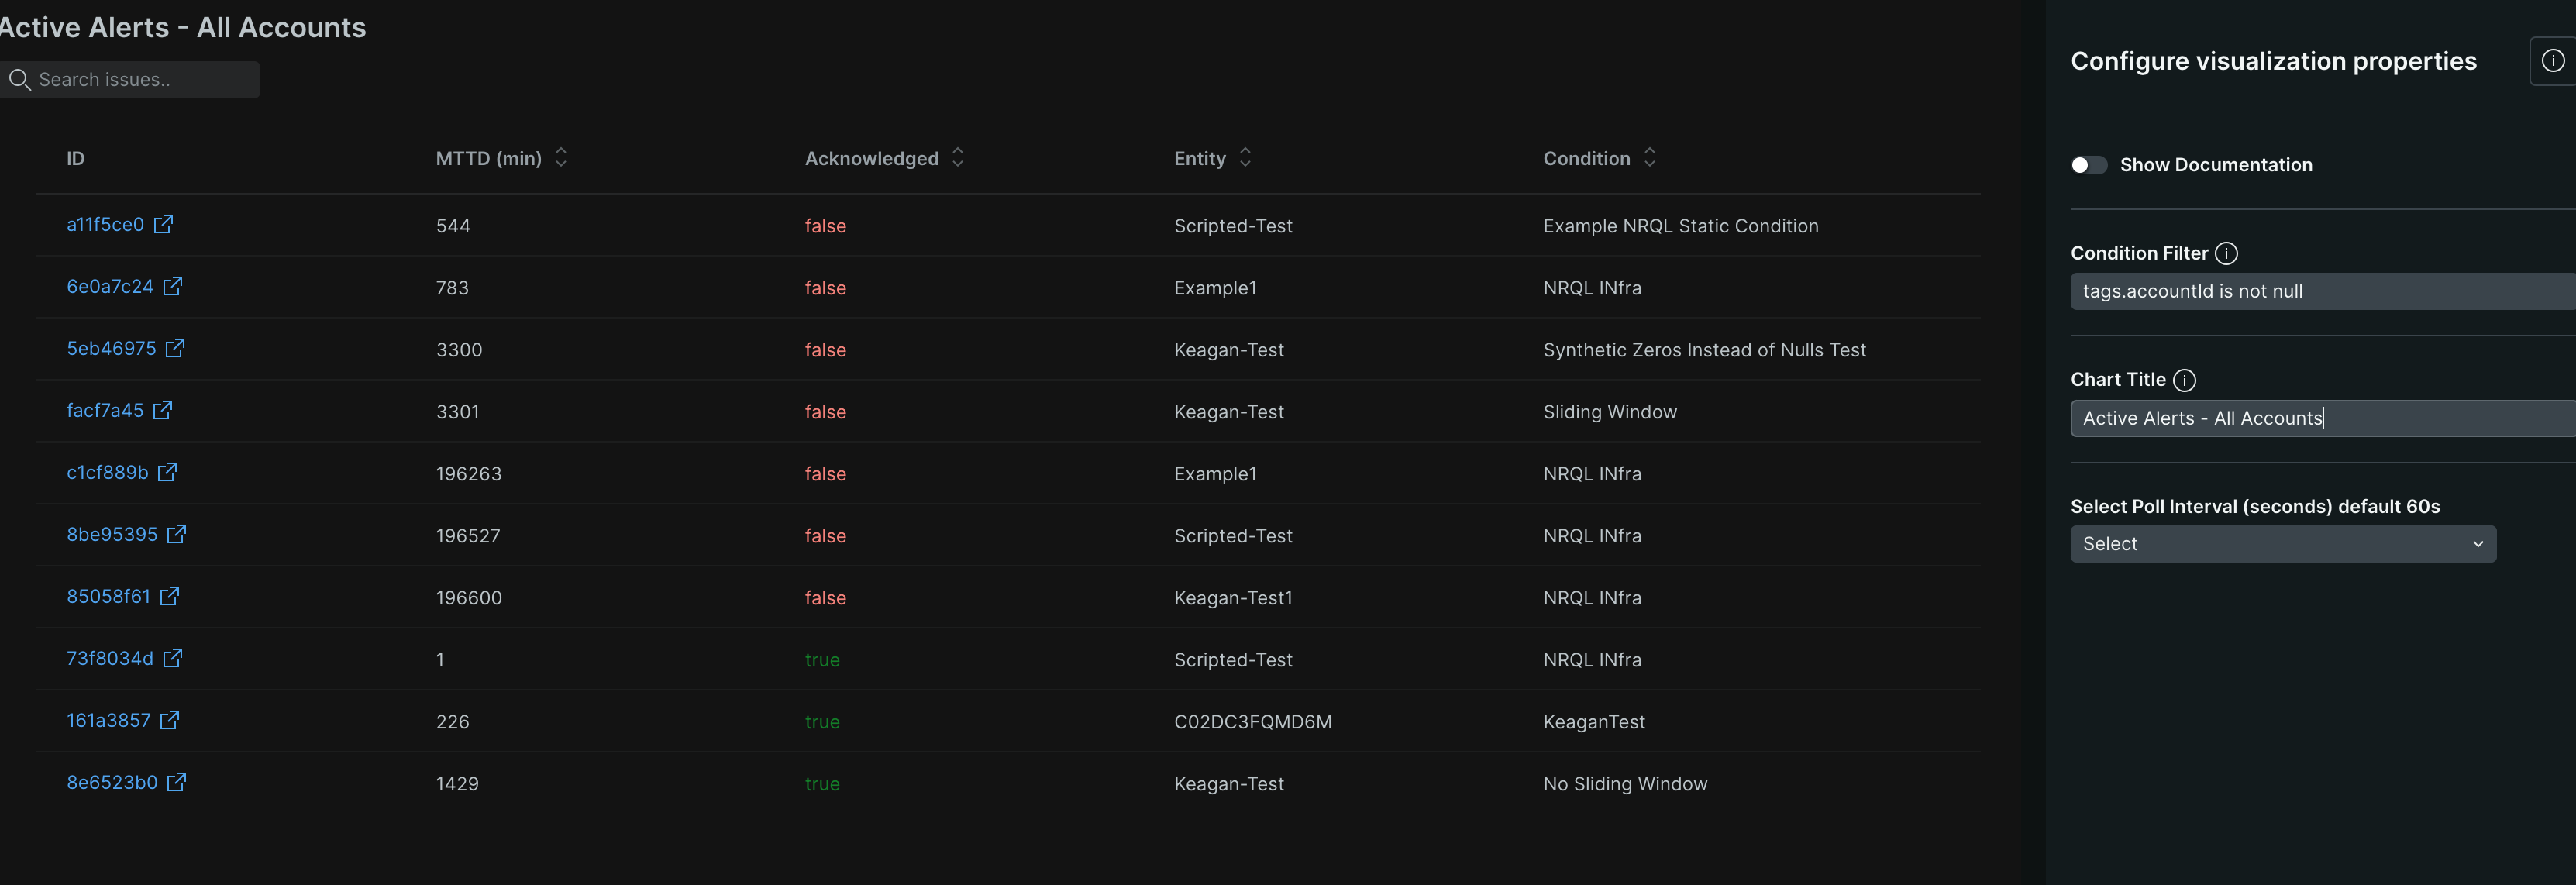 Active Alerts - All Accounts
Search issues..
ID MTTD (min) Acknowledged Entity Condition
a11f5ce0 544 false Scripted-Test Example NRQL Static Condition
6e0a7c24 783 false Example1 NRQL INfra
5eb46975 3300 false Keagan-Test Synthetic Zeros Instead of Nulls Test
facf7a45 3301 false Keagan-Test Sliding Window
c1cf889b 196263 false Example1 NRQL INfra
8be95395 196527 false Scripted-Test NRQL INfra
85058f61 196600 false Keagan-Test1 NRQL INfra
73f8034d 1 true Scripted-Test NRQL INfra
161a3857 226 true C02DC3FQMD6M KeaganTest
8e6523b0 1429 true Keagan-Test No Sliding Window
Configure visualization properties
Show Documentation
Condition Filter
tags.accountId is not null
Chart Title
Active Alerts - All Accounts
Select Poll Interval (seconds) default 60s
Select